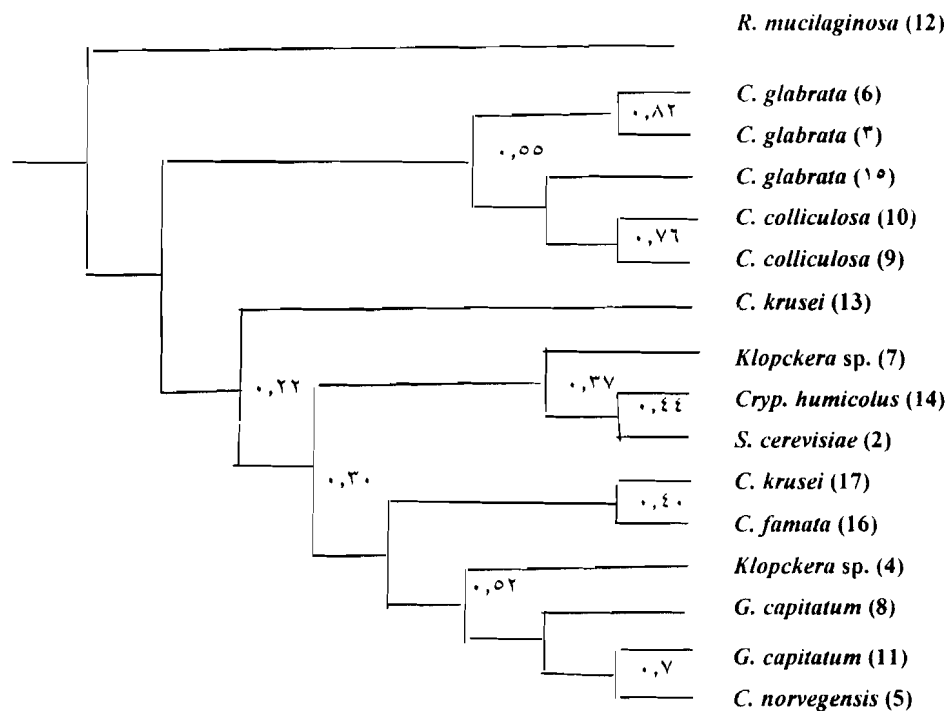 R. mucilaginosa (12)
C. glabrata (6)
٠,٨٢
C. glabrata (٣)
٠,٥٥
C. glabrata (١٥)
C. colliculosa (10)
٠,٧٦
C. colliculosa (9)
C. krusei (13)
Klopckera sp. (7)
٠,٣٧
٠,٢٢
Cryp. humicolus (14)
٠,٤٤
S. cerevisiae (2)
٠,٣٠
C. krusei (17)
٠,٤٠
C. famata (16)
Klopckera sp. (4)
٠,٥٢
G. capitatum (8)
G. capitatum (11)
٠,٧
C. norvegensis (5)